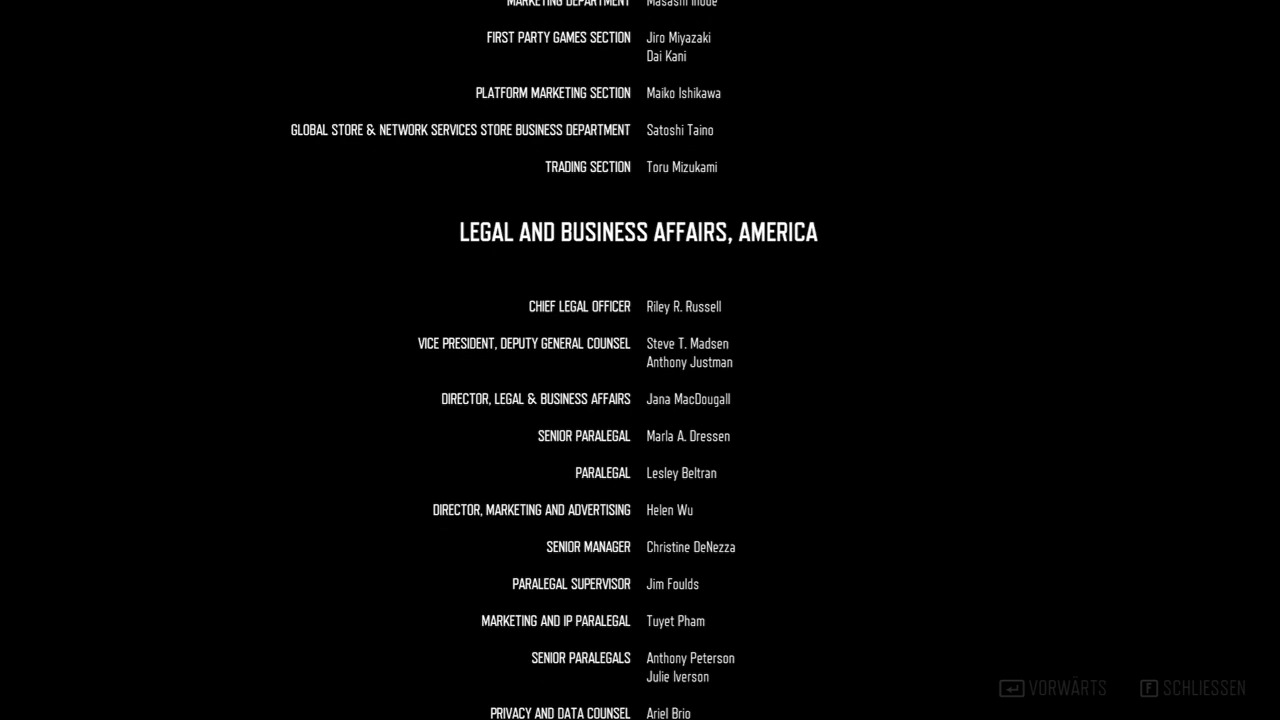 MARKETING DEPARTMENT Masashi Inoue
FIRST PARTY GAMES SECTION Jiro Miyazaki
Dai Kani
PLATFORM MARKETING SECTION Maiko Ishikawa
GLOBAL STORE & NETWORK SERVICES STORE BUSINESS DEPARTMENT Satoshi Taino
TRADING SECTION Toru Mizukami
LEGAL AND BUSINESS AFFAIRS, AMERICA
CHIEF LEGAL OFFICER Riley R. Russell
VICE PRESIDENT, DEPUTY GENERAL COUNSEL Steve T. Madsen
Anthony Justman
DIRECTOR, LEGAL & BUSINESS AFFAIRS Jana MacDougall
SENIOR PARALEGAL Marla A. Dressen
PARALEGAL Lesley Beltran
DIRECTOR, MARKETING AND ADVERTISING Helen Wu
SENIOR MANAGER Christine DeNezza
PARALEGAL SUPERVISOR Jim Foulds
MARKETING AND IP PARALEGAL Tuyet Pham
SENIOR PARALEGALS Anthony Peterson
Julie Iverson
PRIVACY AND DATA COUNSEL Ariel Brio
VORWÄRTS F SCHLIESSEN